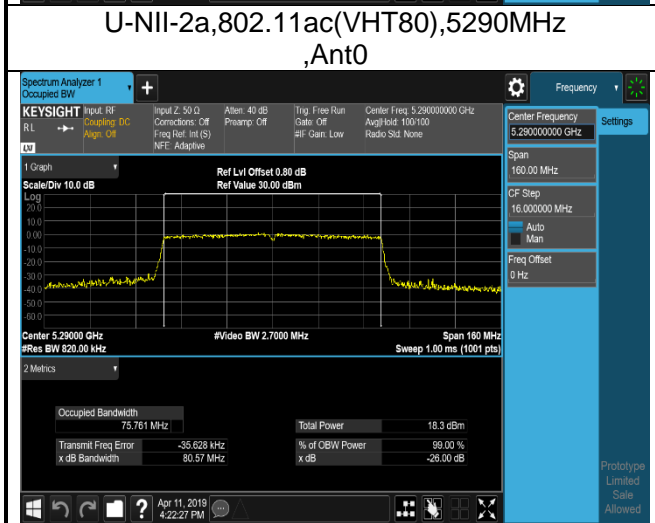 U-NII-2a,802.11ac(VHT80),5290MHz
,Ant0
Spectrum Analyzer 1
Occupied BW
Frequency
KEYSIGHT
RL
Input: RF
Coupling: DC
Align: Off
Input Z: 50 Ω
Corrections: Off
Freq Ref: Int (S)
NFE: Adaptive
Atten: 40 dB
Preamp: Off
Trig: Free Run
Gate: Off
#IF Gain: Low
Center Freq: 5.290000000 GHz
Avg|Hold: 100/100
Radio Std: None
Center Frequency
5.290000000 GHz
Settings
Span
160.00 MHz
CF Step
16.000000 MHz
Auto
Man
Freq Offset
0 Hz
1 Graph
Scale/Div 10.0 dB
Ref Lvl Offset 0.80 dB
Ref Value 30.00 dBm
Log
20.0
10.0
0.00
-10.0
-20.0
-30.0
-40.0
-50.0
-60.0
Center 5.29000 GHz
#Res BW 820.00 kHz
#Video BW 2.7000 MHz
Span 160 MHz
Sweep 1.00 ms (1001 pts)
2 Metrics
Occupied Bandwidth
75.761 MHz
Total Power 18.3 dBm
Transmit Freq Error -35.628 kHz
% of OBW Power 99.00 %
x dB Bandwidth 80.57 MHz
x dB -26.00 dB
Apr 11, 2019
4:22:27 PM
Prototype
Limited
Sale
Allowed